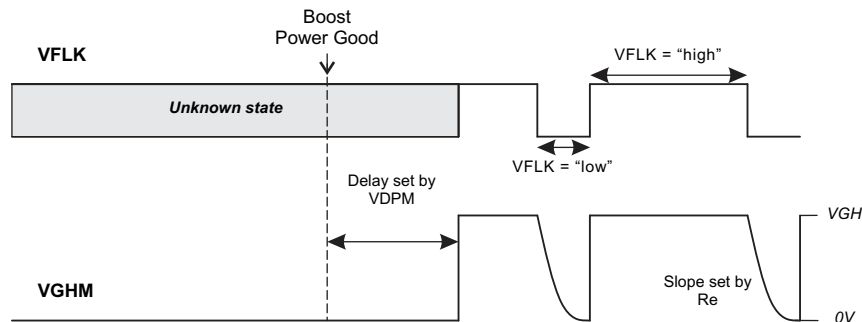 Boost
Power Good
VFLK
VFLK = “high”
Unknown state
VFLK = “low”
Delay set by
VDPM
VGH
VGHM
Slope set by
Re
0V